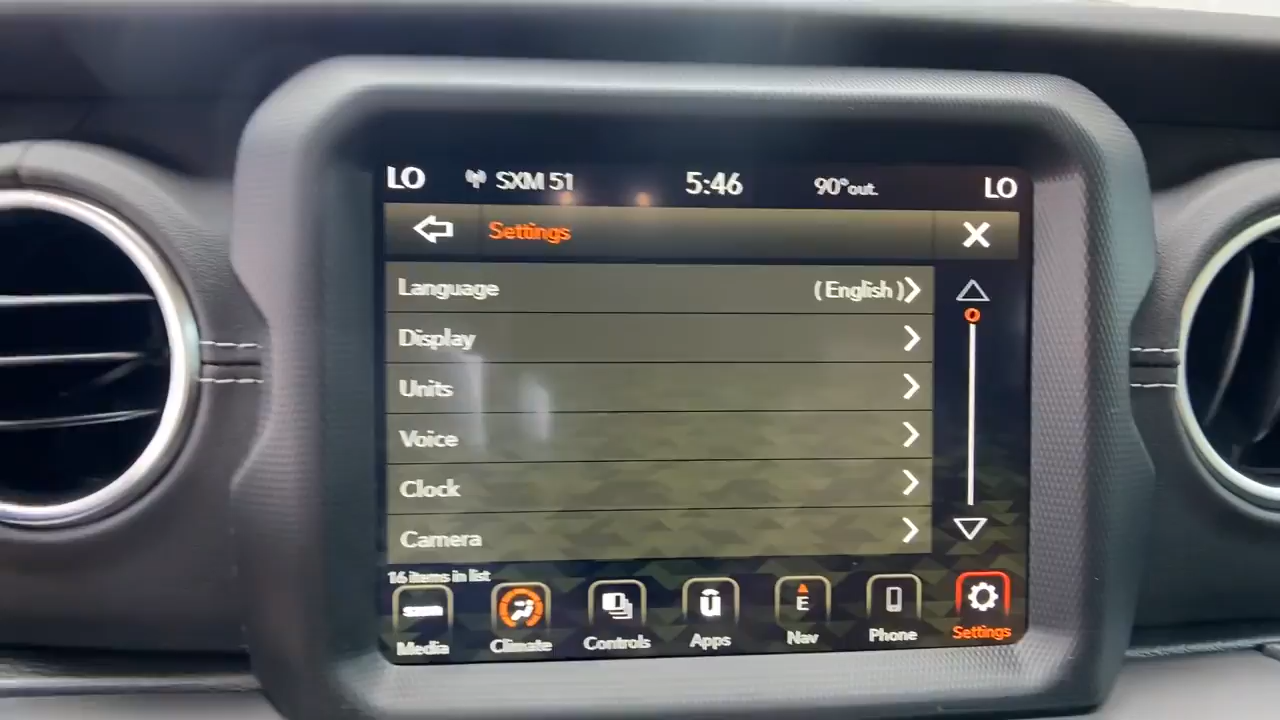 LO SXM 51 5:46 90°out. LO
Settings
Language (English)
Display
Units
Voice
Clock
Camera
16 items in list
E
Media Climate Controls Apps Nav Phone Settings